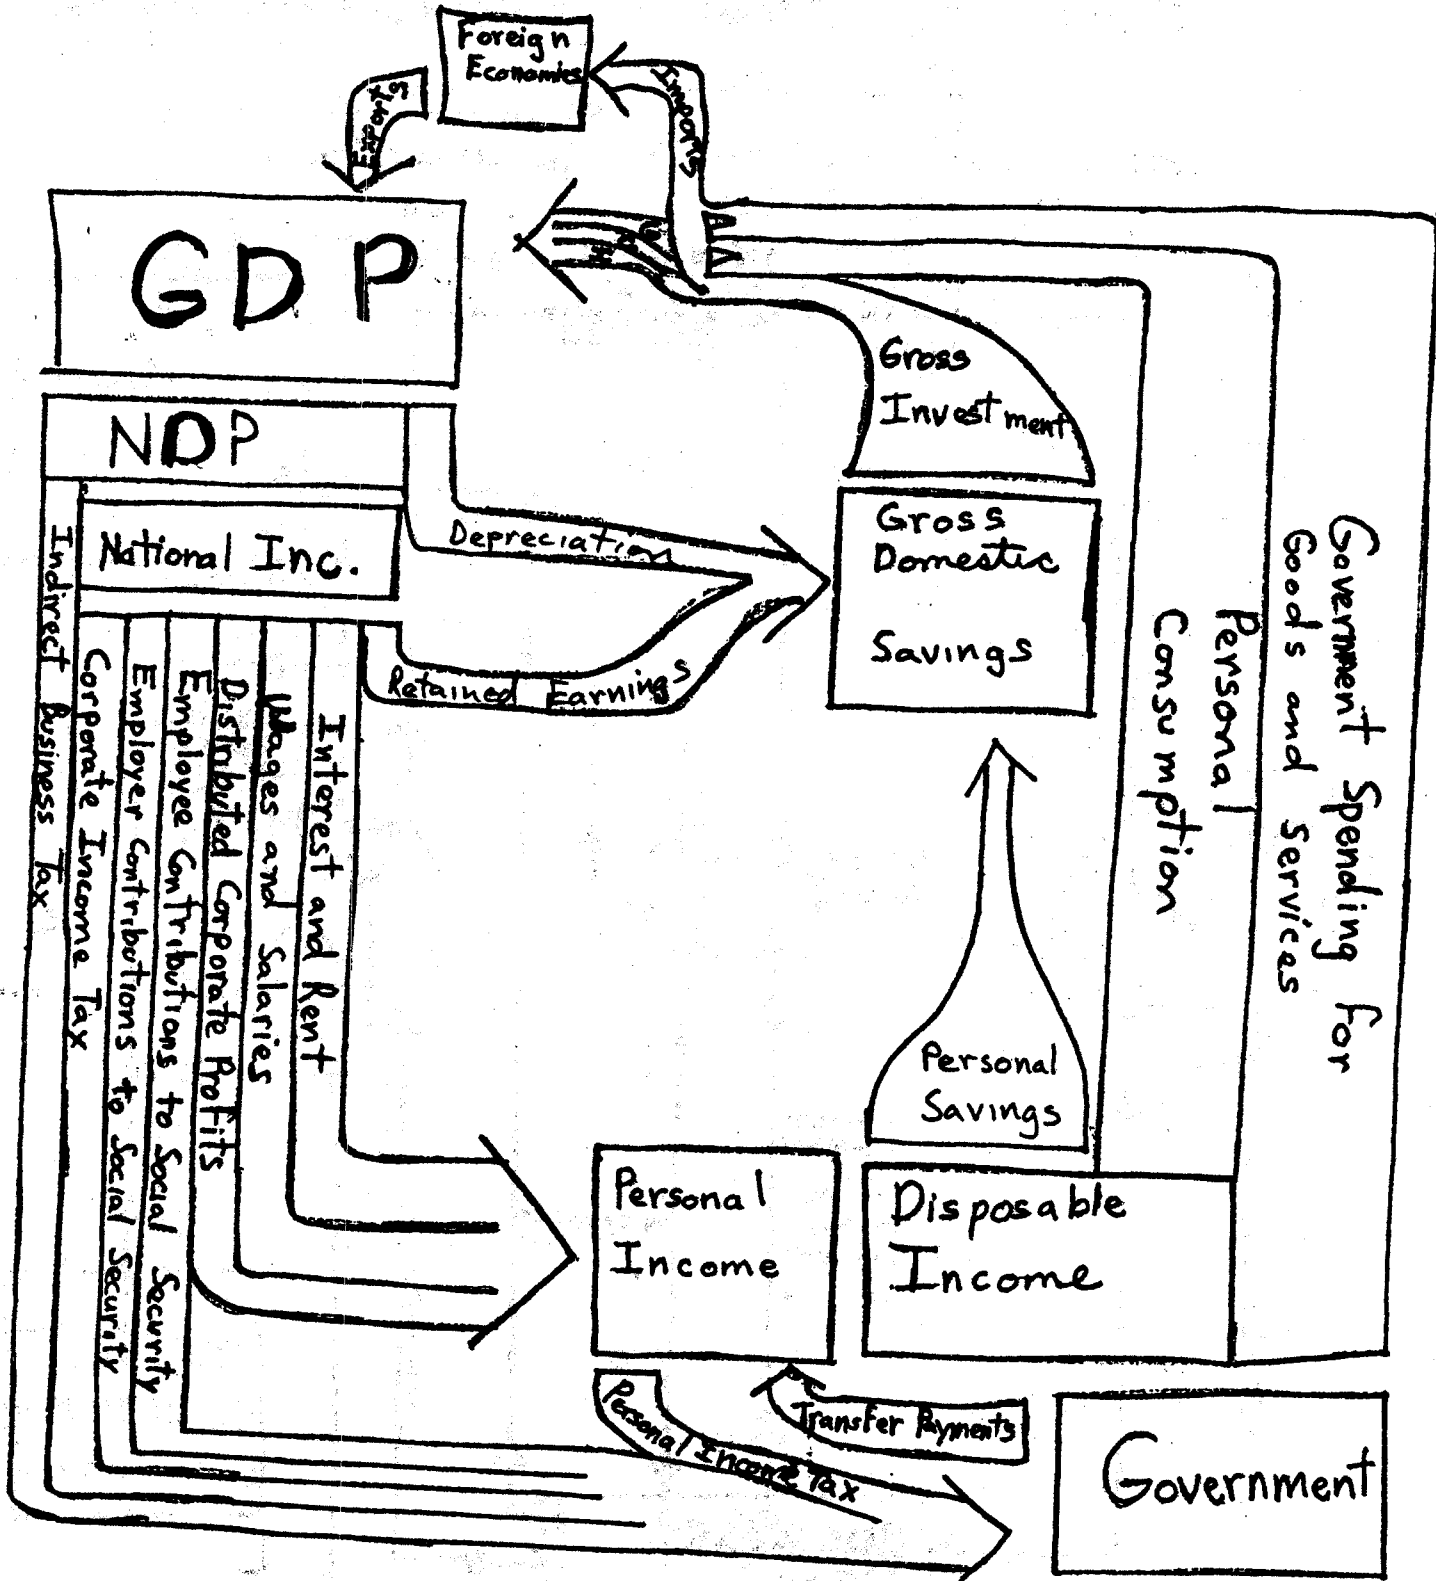 Foreign
Economies
Imports
Exports
GDP
NDP
National Inc.
Depreciation
Retained Earnings
Gross
Investment
Gross
Domestic
Savings
Indirect Business Tax
Corporate Income Tax
Employer Contributions to Social Security
Employee Contributions to Social Security
Distributed Corporate Profits
Wages and Salaries
Interest and Rent
Personal
Consumption
Government Spending for
Goods and Services
Personal
Savings
Personal
Income
Disposable
Income
Transfer Payments
Personal Income Tax
Government